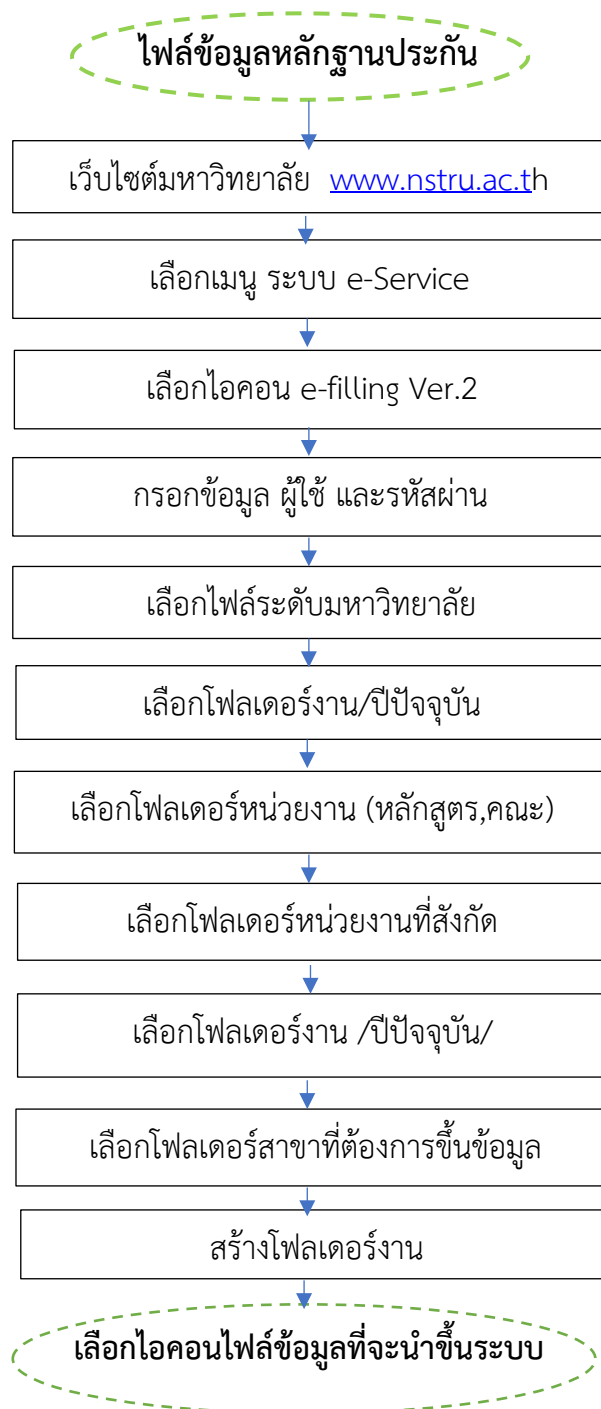 ไฟล์ข้อมูลหลักฐานประกัน
เว็บไซต์มหาวิทยาลัย www.nstru.ac.th
เลือกเมนู ระบบ e-Service
เลือกไอคอน e-filling Ver.2
กรอกข้อมูล ผู้ใช้ และรหัสผ่าน
เลือกไฟล์ระดับมหาวิทยาลัย
เลือกโฟลเดอร์งาน/ปีปัจจุบัน
เลือกโฟลเดอร์หน่วยงาน (หลักสูตร,คณะ)
เลือกโฟลเดอร์หน่วยงานที่สังกัด
เลือกโฟลเดอร์งาน /ปีปัจจุบัน/
เลือกโฟลเดอร์สาขาที่ต้องการขึ้นข้อมูล
สร้างโฟลเดอร์งาน
เลือกไอคอนไฟล์ข้อมูลที่จะนำขึ้นระบบ